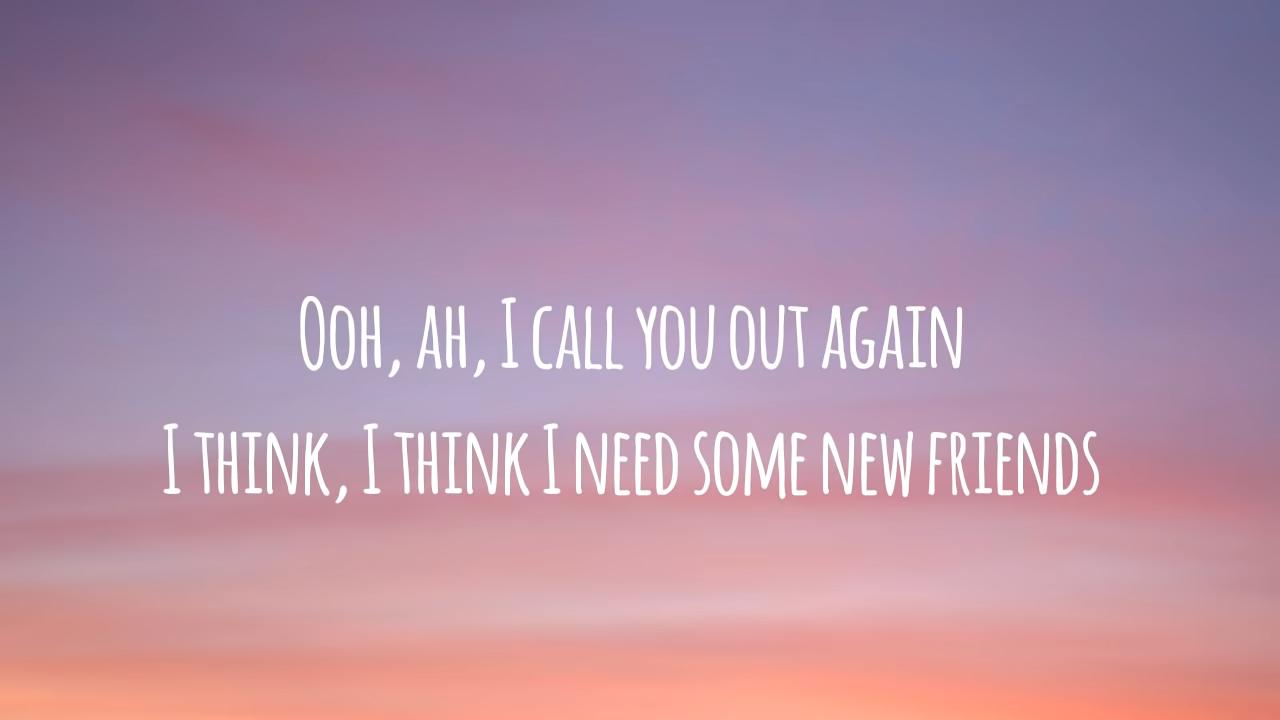 Ooh, ah, I call you out again
I think, I think I need some new friends